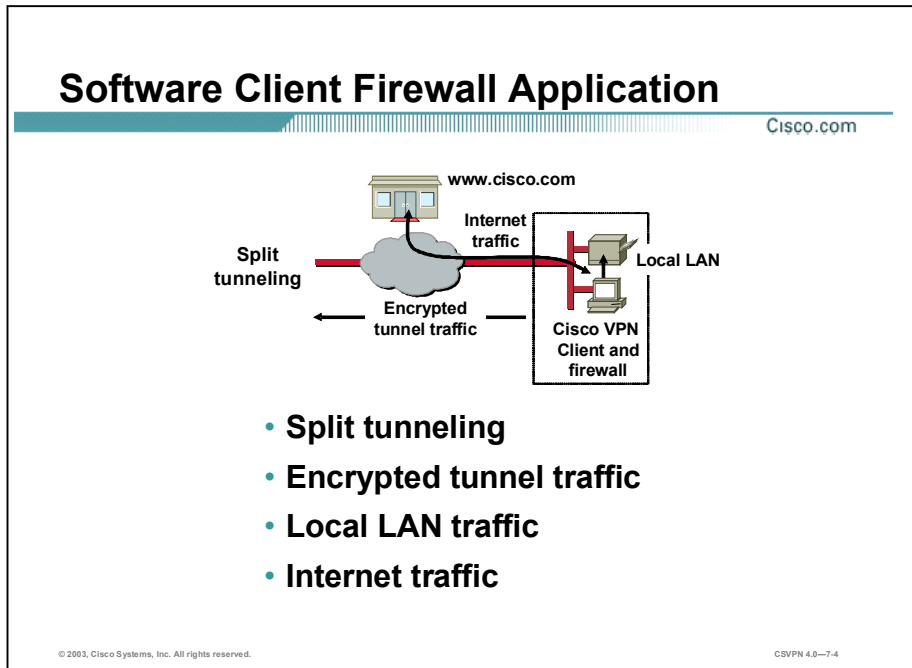 Software Client Firewall Application
Cisco.com
www.cisco.com
Internet
traffic
Split
tunneling
Local LAN
Encrypted
tunnel traffic
Cisco VPN
Client and
firewall
• Split tunneling
• Encrypted tunnel traffic
• Local LAN traffic
• Internet traffic
© 2003, Cisco Systems, Inc. All rights reserved.
CSVPN 4.0—7-4